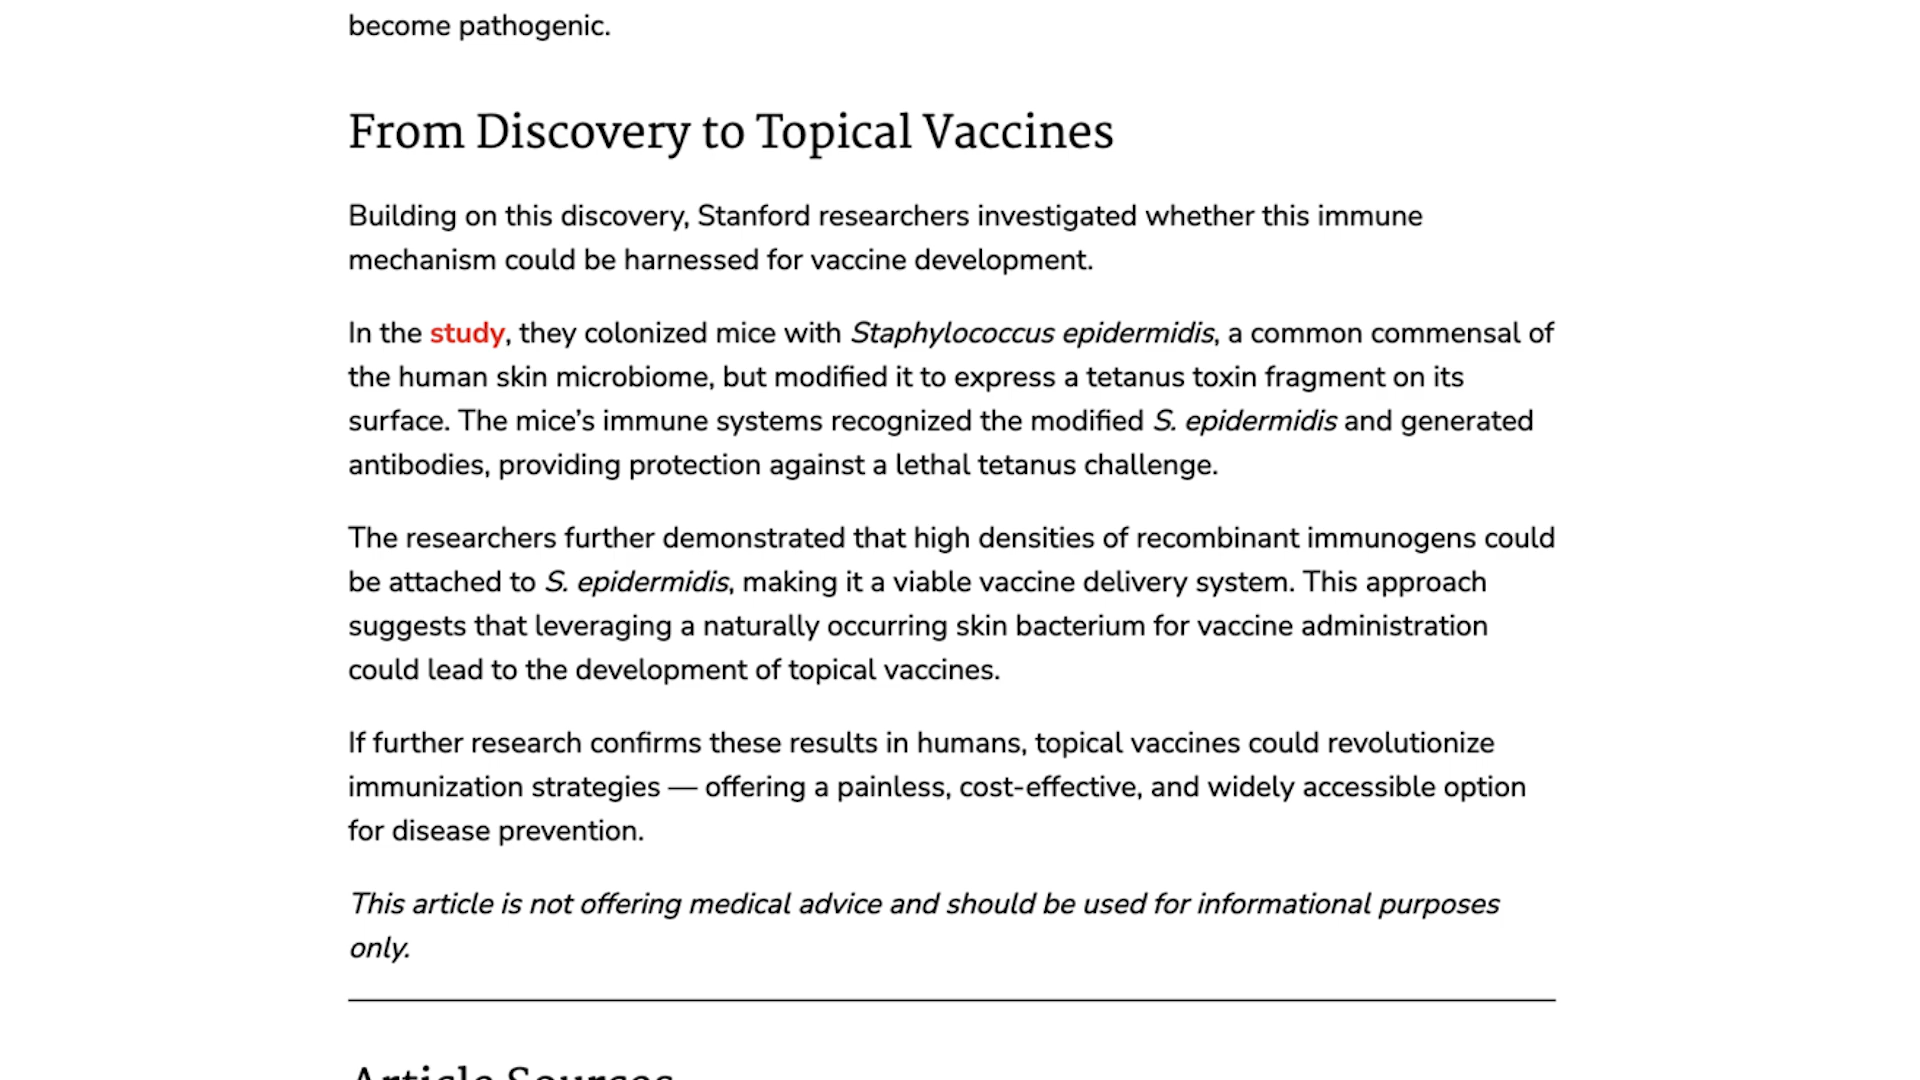 become pathogenic.
From Discovery to Topical Vaccines
Building on this discovery, Stanford researchers investigated whether this immune
mechanism could be harnessed for vaccine development.
In the study, they colonized mice with Staphylococcus epidermidis, a common commensal of
the human skin microbiome, but modified it to express a tetanus toxin fragment on its
surface. The mice’s immune systems recognized the modified S. epidermidis and generated
antibodies, providing protection against a lethal tetanus challenge.
The researchers further demonstrated that high densities of recombinant immunogens could
be attached to S. epidermidis, making it a viable vaccine delivery system. This approach
suggests that leveraging a naturally occurring skin bacterium for vaccine administration
could lead to the development of topical vaccines.
If further research confirms these results in humans, topical vaccines could revolutionize
immunization strategies — offering a painless, cost-effective, and widely accessible option
for disease prevention.
This article is not offering medical advice and should be used for informational purposes
only.
Article Sources